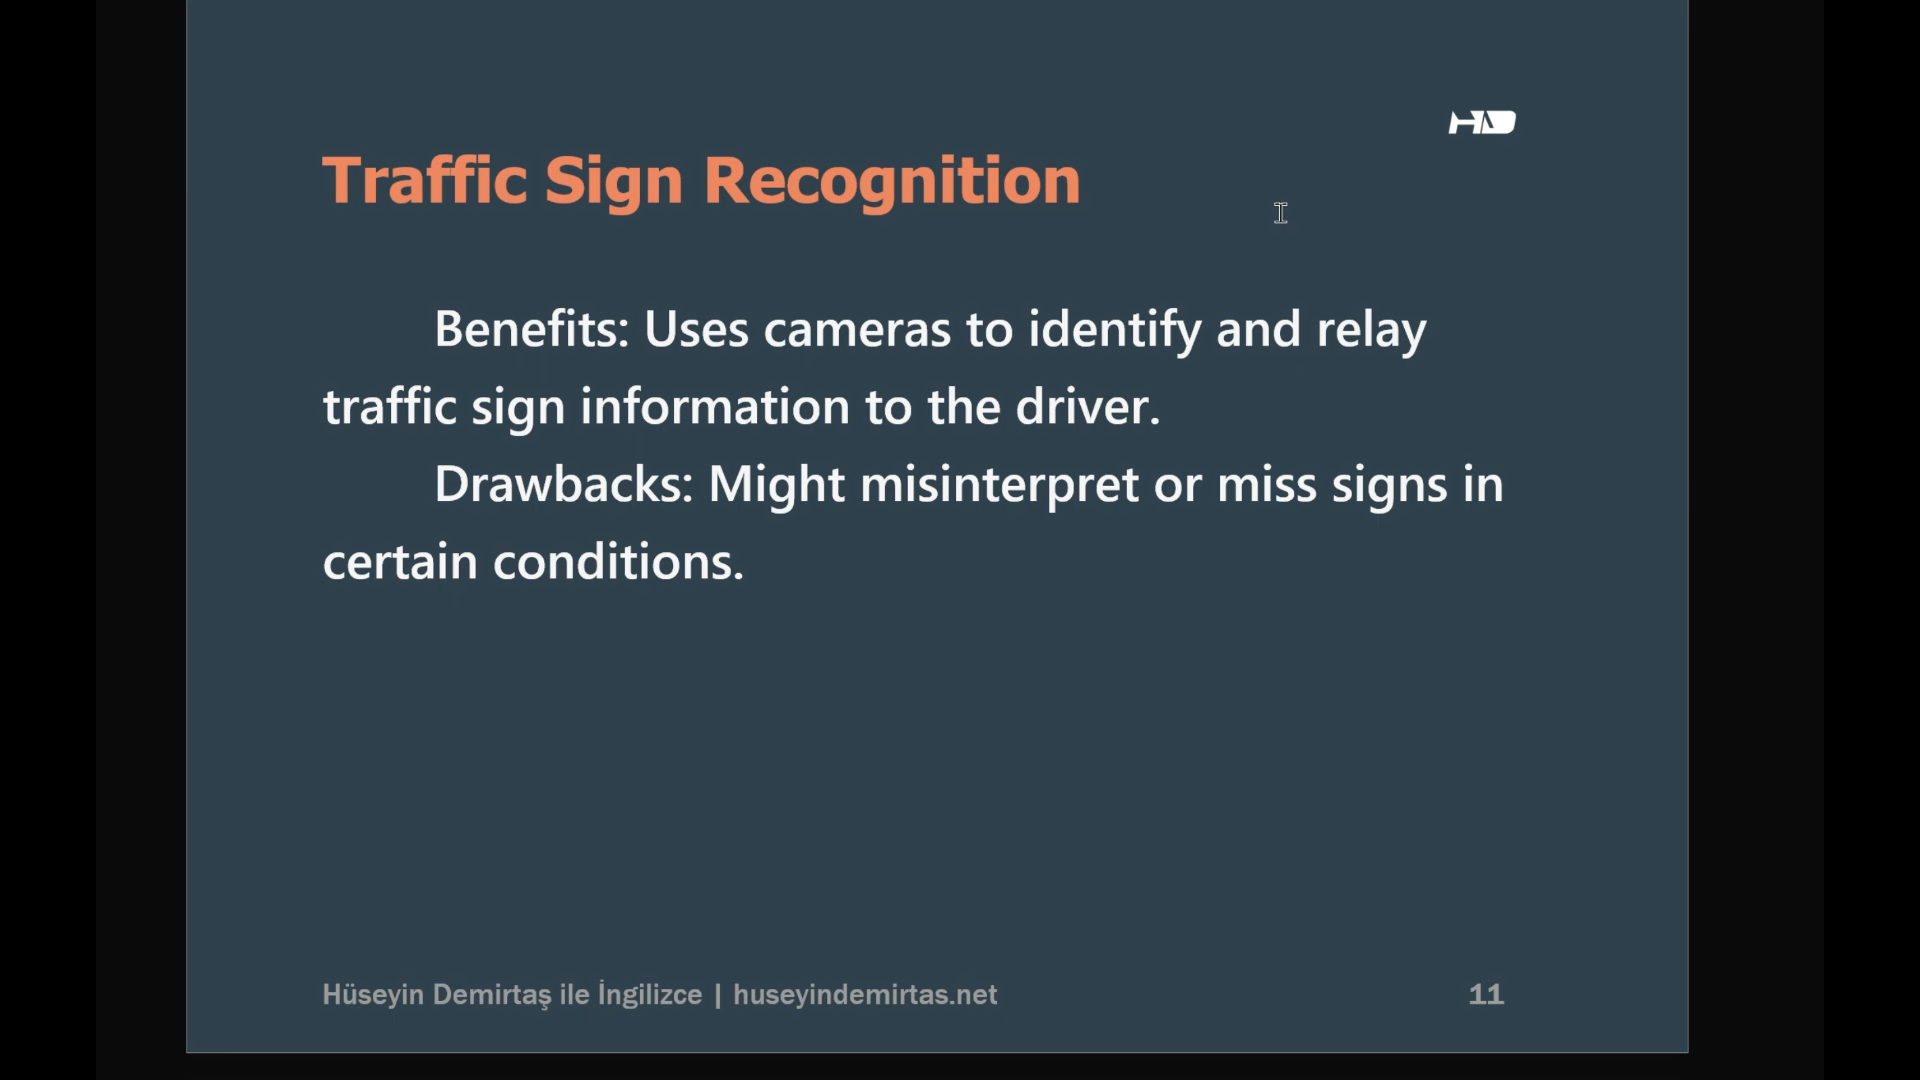 HD
Traffic Sign Recognition
Benefits: Uses cameras to identify and relay
traffic sign information to the driver.
Drawbacks: Might misinterpret or miss signs in
certain conditions.
Hüseyin Demirtaş ile İngilizce | huseyindemirtas.net
11